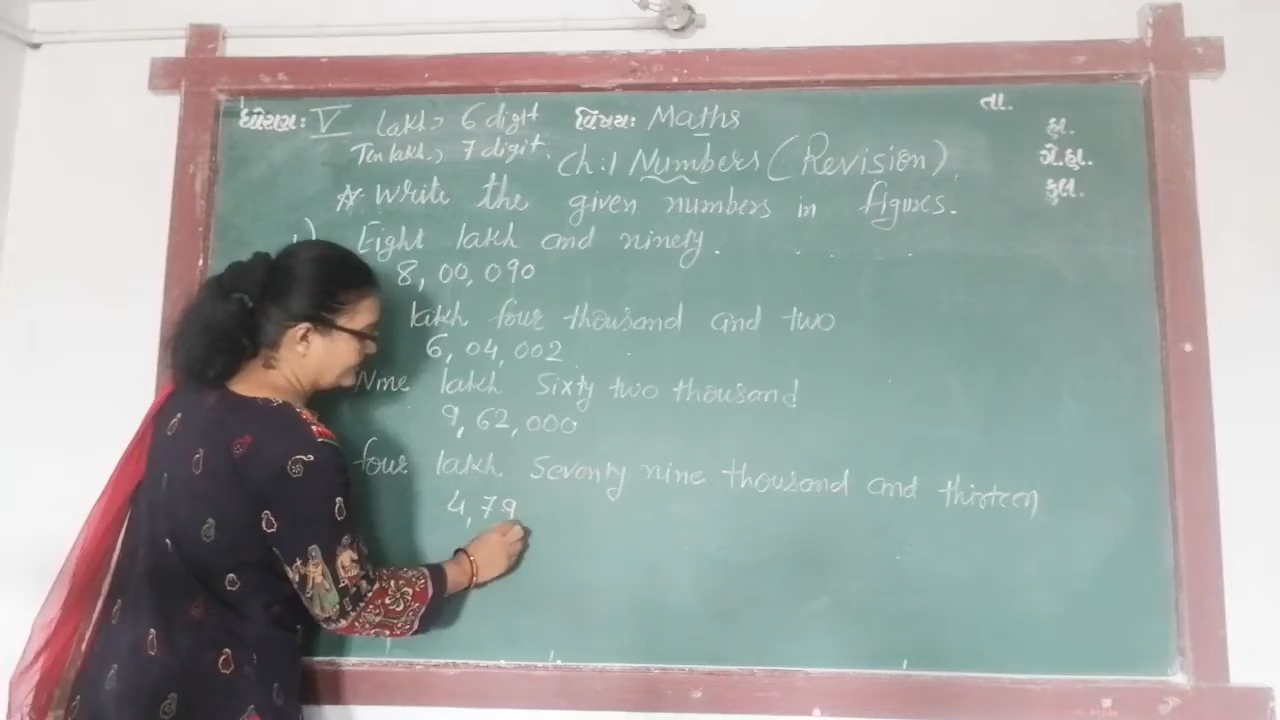 ધોરણ: V Lakh> 6 digit વિષય: Maths તા.
Ten lakh> 7 digit. Ch:1 Numbers (Revision). હા.
ગે.હા.
* Write the given numbers in figures. કુલ.
1) Eight lakh and ninety.
8,00,090
lakh four thousand and two
6,04,002
Nine lakh Sixty two thousand
9,62,000
four lakh Seventy nine thousand and thirteen
4,79